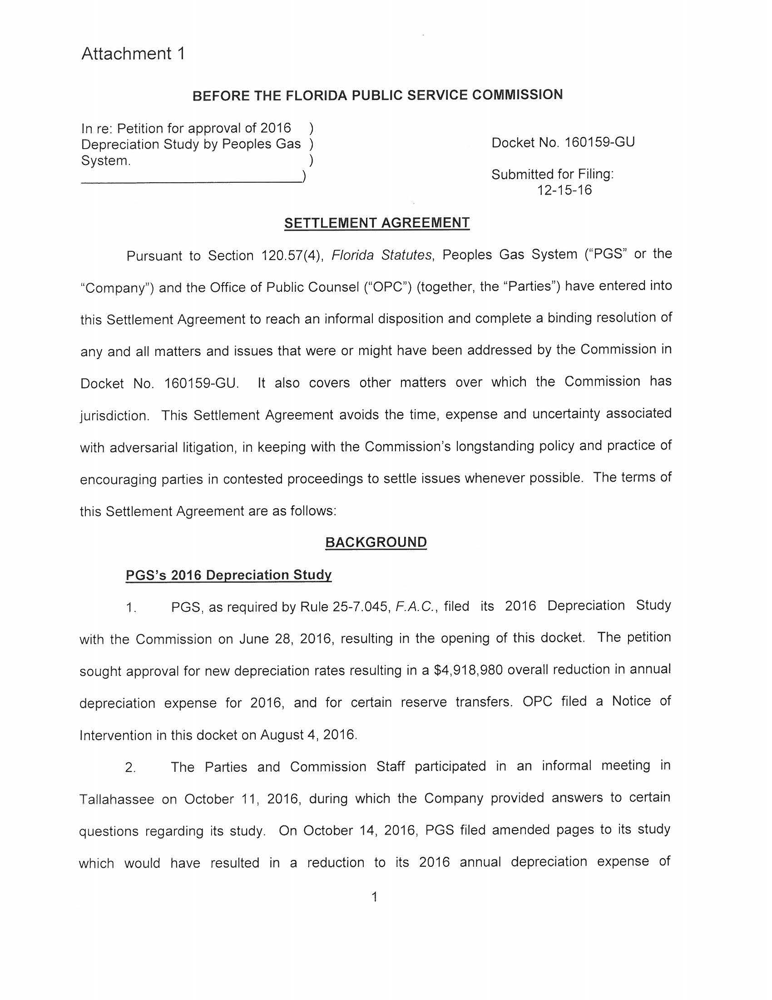 Attachment 1
BEFORE THE FLORIDA PUBLIC SERVICE COMMISSION
In re: Petition for approval of 2016 )
Depreciation Study by Peoples Gas )
System. )
)
Docket No. 160159-GU
Submitted for Filing:
12-15-16
SETTLEMENT AGREEMENT
Pursuant to Section 120.57(4), Florida Statutes, Peoples Gas System (“PGS” or the
“Company”) and the Office of Public Counsel (“OPC”) (together, the “Parties”) have entered into
this Settlement Agreement to reach an informal disposition and complete a binding resolution of
any and all matters and issues that were or might have been addressed by the Commission in
Docket No. 160159-GU. It also covers other matters over which the Commission has
jurisdiction. This Settlement Agreement avoids the time, expense and uncertainty associated
with adversarial litigation, in keeping with the Commission’s longstanding policy and practice of
encouraging parties in contested proceedings to settle issues whenever possible. The terms of
this Settlement Agreement are as follows:
BACKGROUND
PGS’s 2016 Depreciation Study
1. PGS, as required by Rule 25-7.045, F.A.C., filed its 2016 Depreciation Study
with the Commission on June 28, 2016, resulting in the opening of this docket. The petition
sought approval for new depreciation rates resulting in a $4,918,980 overall reduction in annual
depreciation expense for 2016, and for certain reserve transfers. OPC filed a Notice of
Intervention in this docket on August 4, 2016.
2. The Parties and Commission Staff participated in an informal meeting in
Tallahassee on October 11, 2016, during which the Company provided answers to certain
questions regarding its study. On October 14, 2016, PGS filed amended pages to its study
which would have resulted in a reduction to its 2016 annual depreciation expense of
1